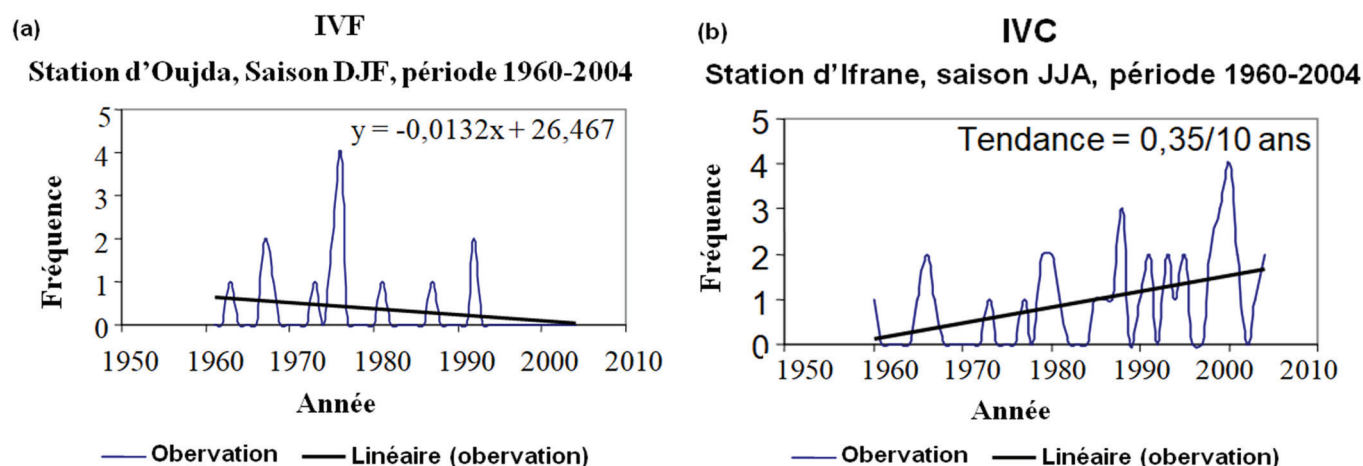 (a)
IVF
Station d'Oujda, Saison DJF, période 1960-2004
y = -0,0132x + 26,467
Fréquence
5
4
3
2
1
0
1950 1960 1970 1980 1990 2000 2010
Année
Obervation Linéaire (obervation)
(b)
IVC
Station d'Ifrane, saison JJA, période 1960-2004
Tendance = 0,35/10 ans
Fréquence
5
4
3
2
1
0
1950 1960 1970 1980 1990 2000 2010
Année
Obervation Linéaire (obervation)